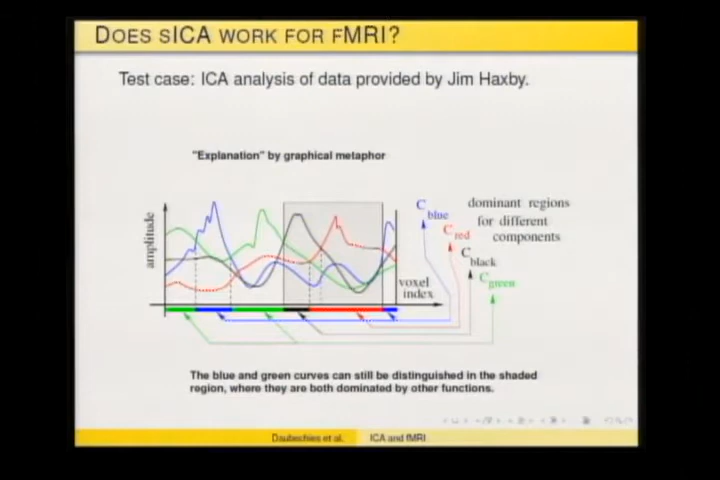 DOES SICA WORK FOR FMRI?
Test case: ICA analysis of data provided by Jim Haxby.
"Explanation" by graphical metaphor
amplitude
voxel
index
C blue
C red
C black
C green
dominant regions
for different
components
The blue and green curves can still be distinguished in the shaded
region, where they are both dominated by other functions.
Daubechies et al.
ICA and fMRI